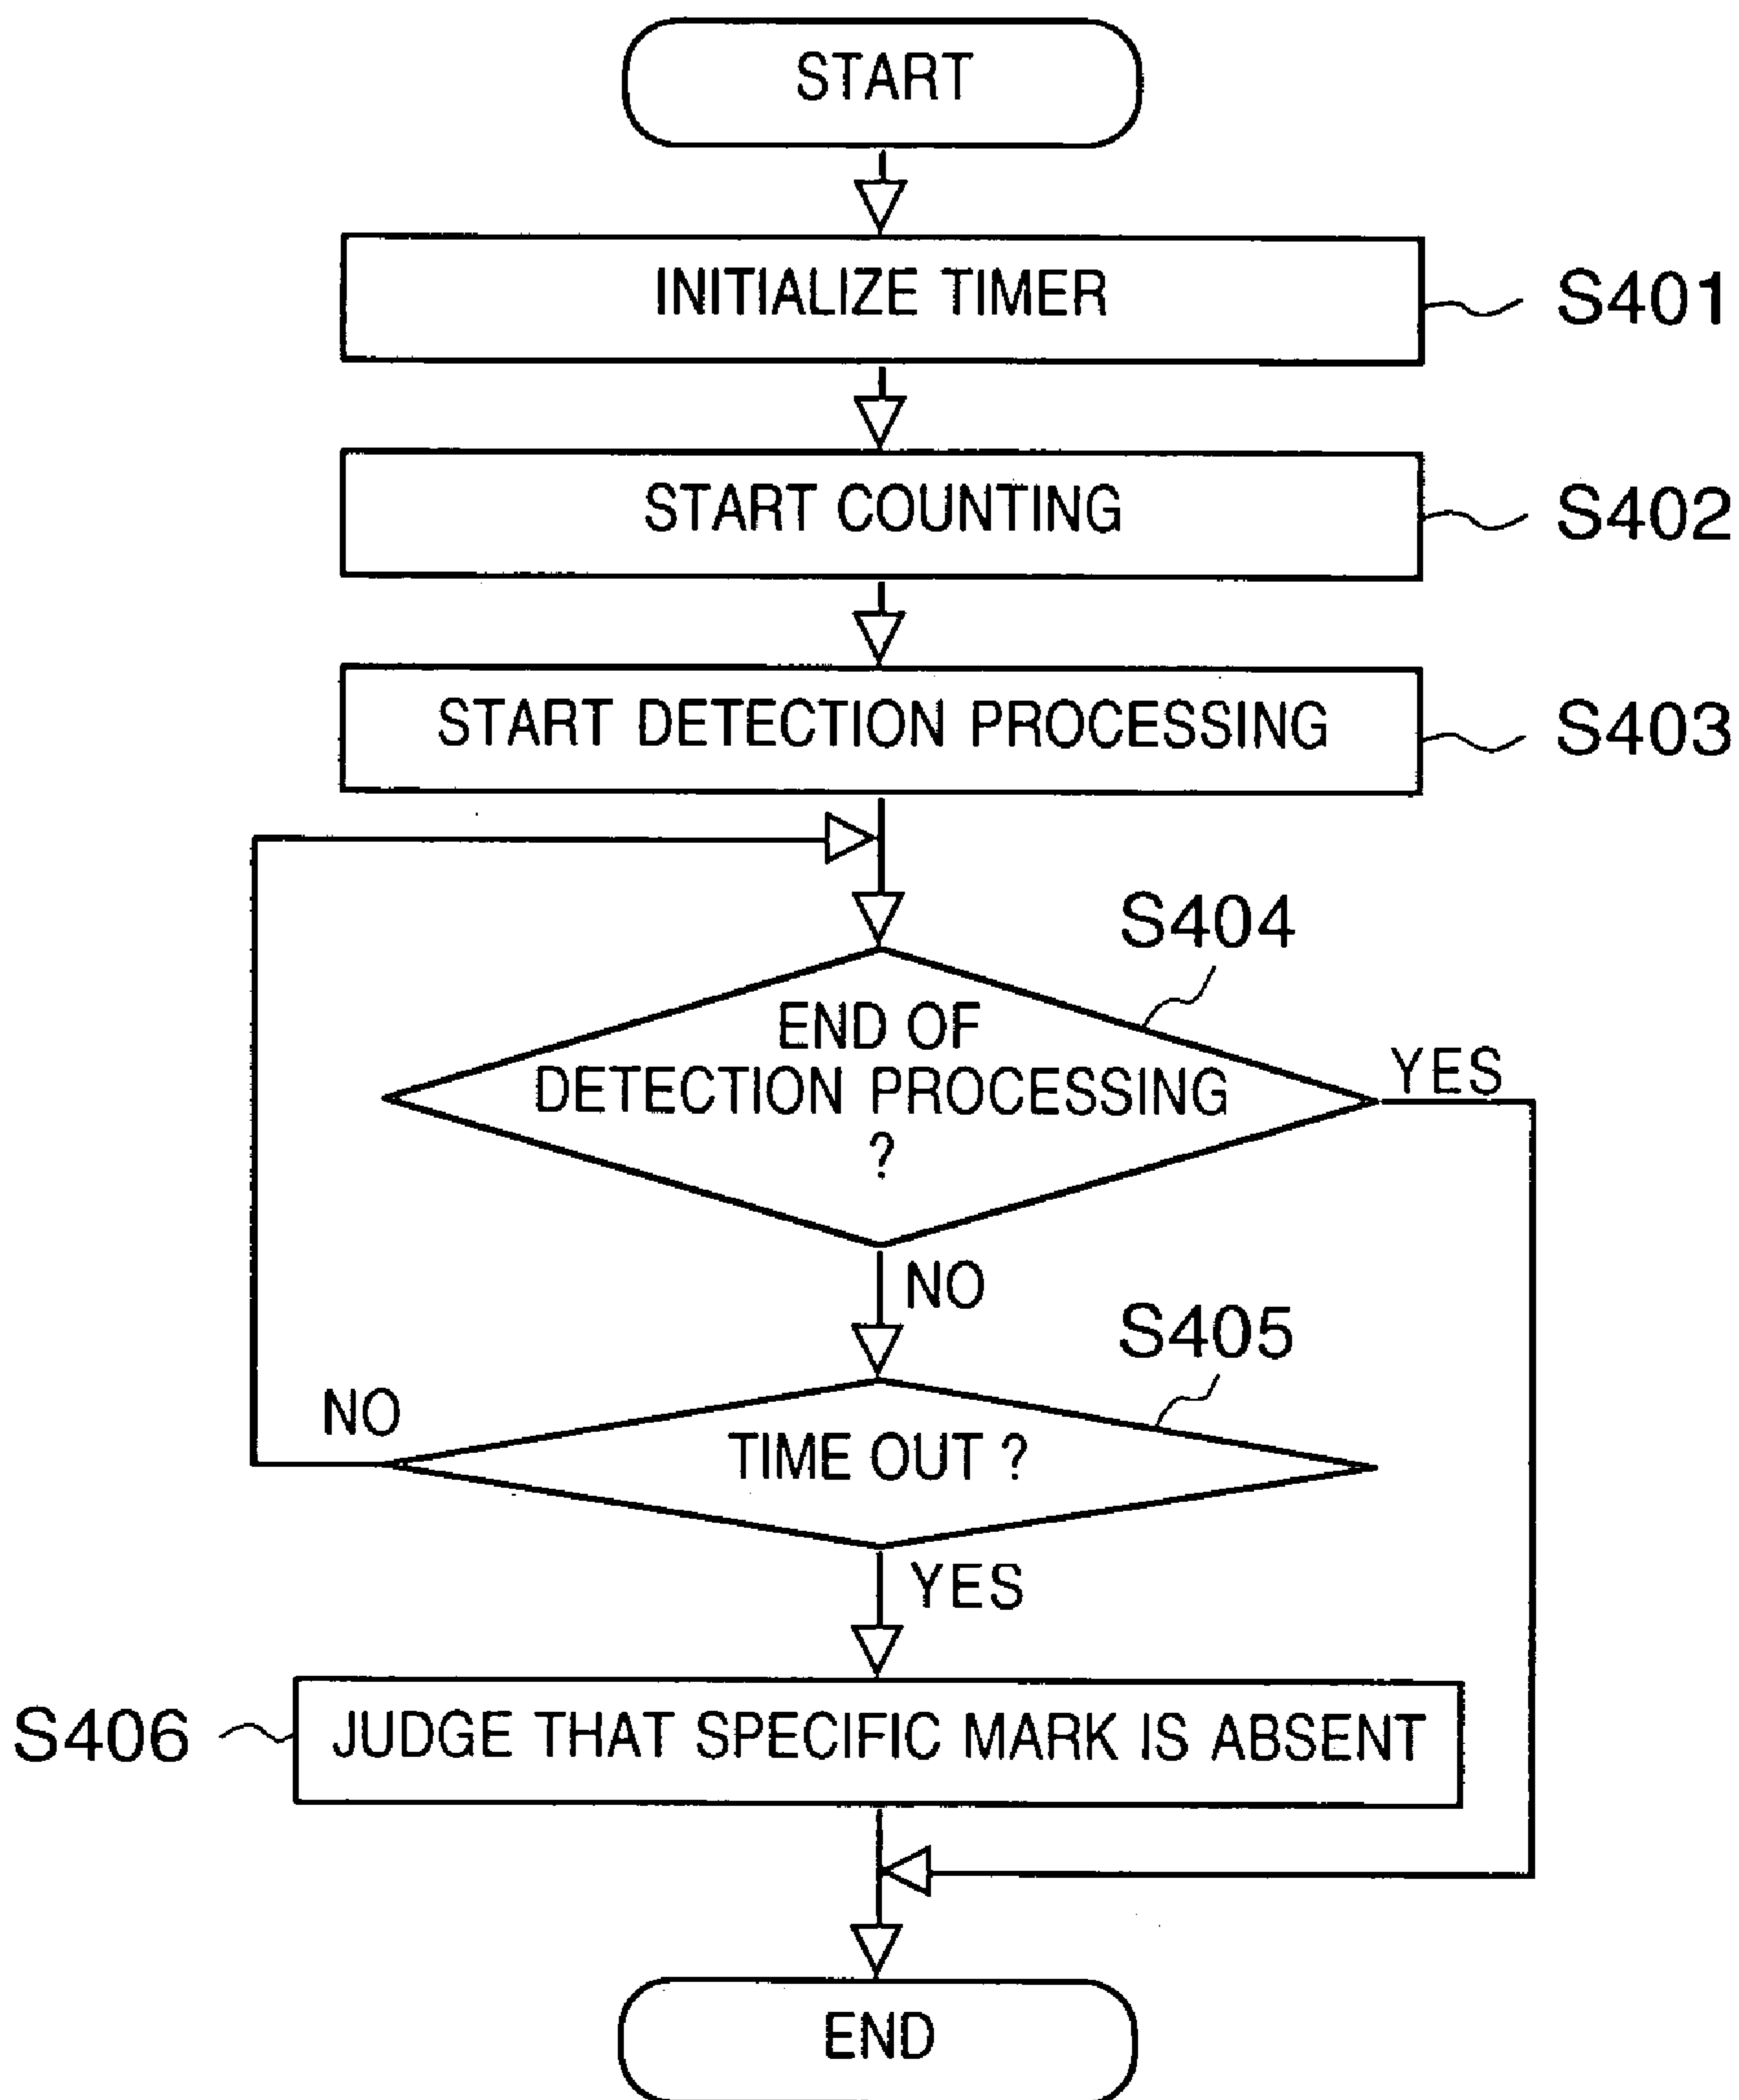 START
INITIALIZE TIMER
S401
START COUNTING
S402
START DETECTION PROCESSING
S403
S404
END OF
DETECTION PROCESSING
?
YES
NO
S405
NO
TIME OUT ?
YES
S406
JUDGE THAT SPECIFIC MARK IS ABSENT
END